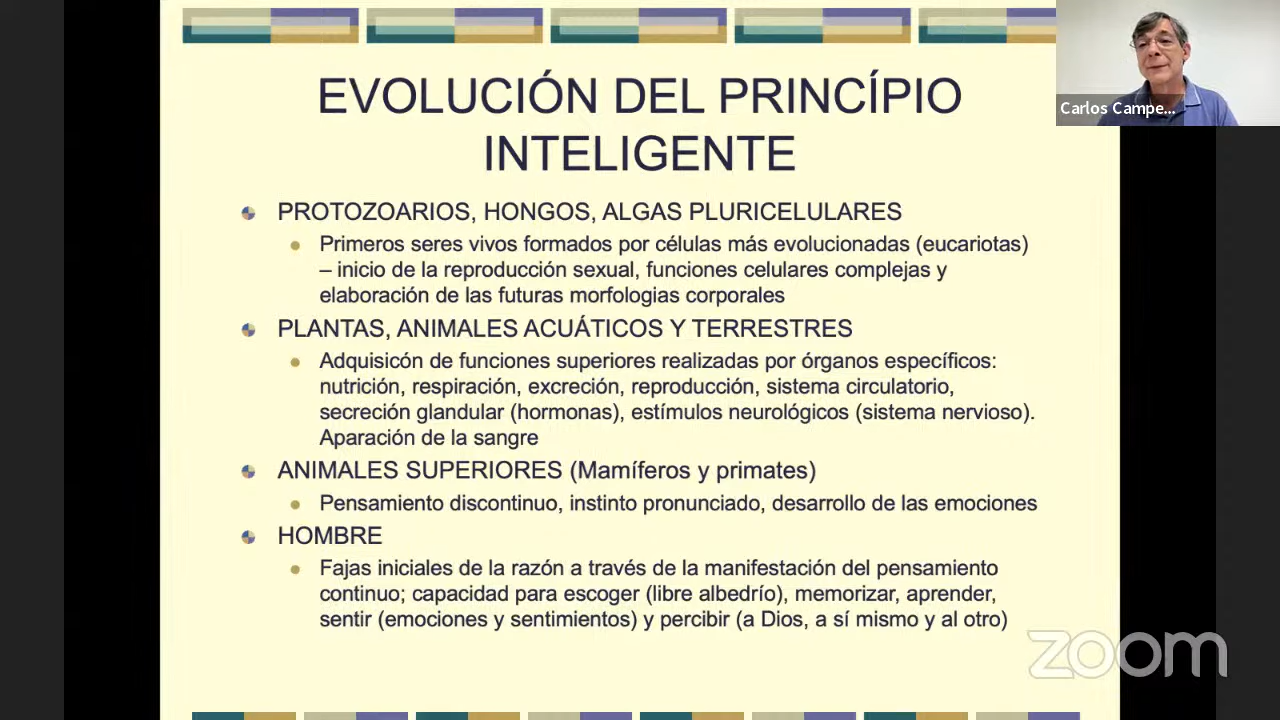 EVOLUCIÓN DEL PRINCÍPIO
INTELIGENTE
Carlos Campe...
PROTOZOARIOS, HONGOS, ALGAS PLURICELULARES
Primeros seres vivos formados por células más evolucionadas (eucariotas)
– inicio de la reproducción sexual, funciones celulares complejas y
elaboración de las futuras morfologias corporales
PLANTAS, ANIMALES ACUÁTICOS Y TERRESTRES
Adquisicón de funciones superiores realizadas por órganos específicos:
nutrición, respiración, excreción, reproducción, sistema circulatorio,
secreción glandular (hormonas), estímulos neurológicos (sistema nervioso).
Aparación de la sangre
ANIMALES SUPERIORES (Mamíferos y primates)
Pensamiento discontinuo, instinto pronunciado, desarrollo de las emociones
HOMBRE
Fajas iniciales de la razón a través de la manifestación del pensamiento
continuo; capacidad para escoger (libre albedrío), memorizar, aprender,
sentir (emociones y sentimientos) y percibir (a Dios, a sí mismo y al otro)
zoom